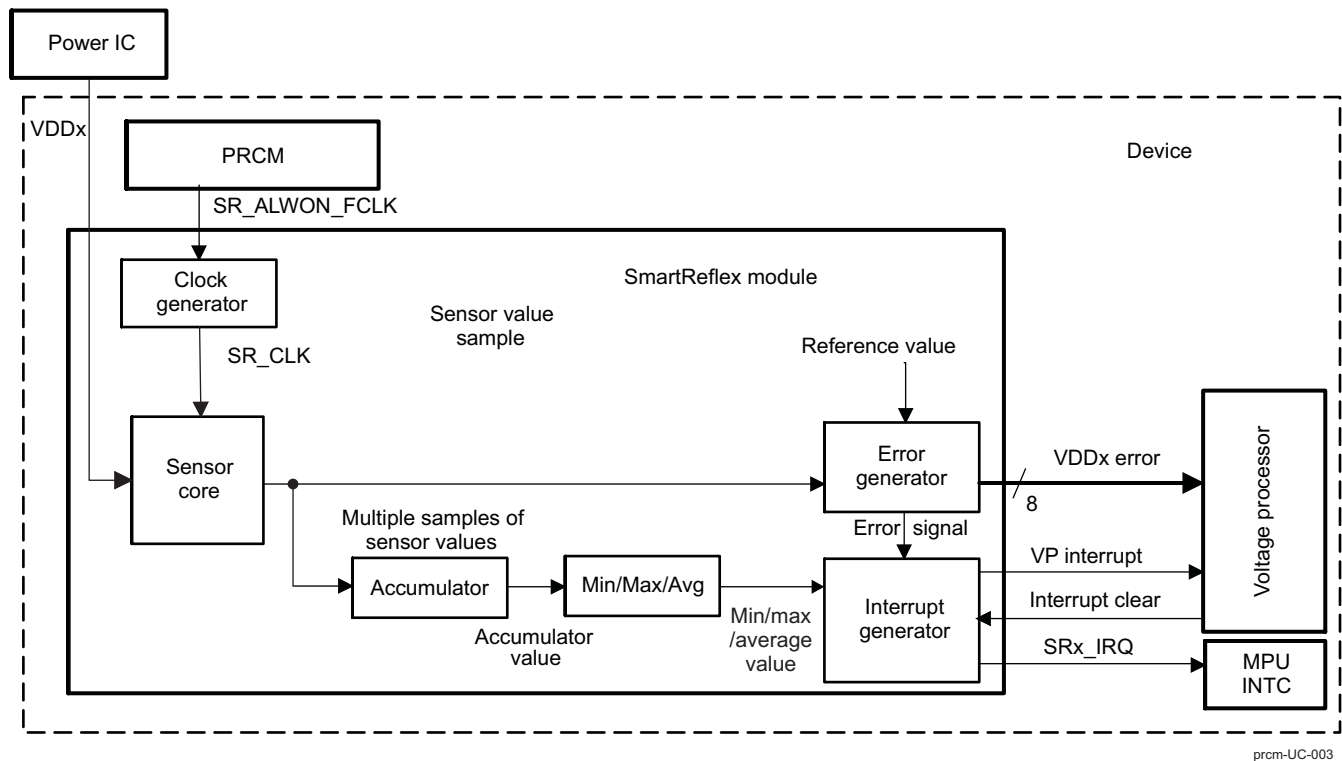 Power IC
VDDx
PRCM
Device
SR_ALWON_FCLK
Clock
generator
SmartReflex module
Sensor value
sample
Reference value
SR_CLK
Sensor
core
Error
generator
VDDx error
8
Voltage processor
Multiple samples of
sensor values
Error signal
VP interrupt
Accumulator
Min/Max/Avg
Interrupt
generator
Interrupt clear
Accumulator
value
Min/max
/average
value
SRx_IRQ
MPU
INTC
prcm-UC-003